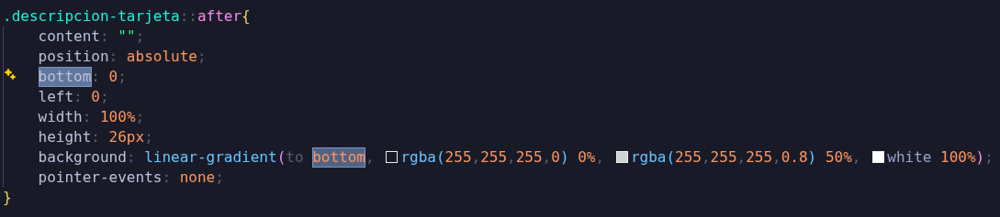 .descripcion-tarjeta::after{
content: "";
position: absolute;
bottom: 0;
left: 0;
width: 100%;
height: 26px;
background: linear-gradient(to bottom, rgba(255,255,255,0) 0%, rgba(255,255,255,0.8) 50%, white 100%);
pointer-events: none;
}